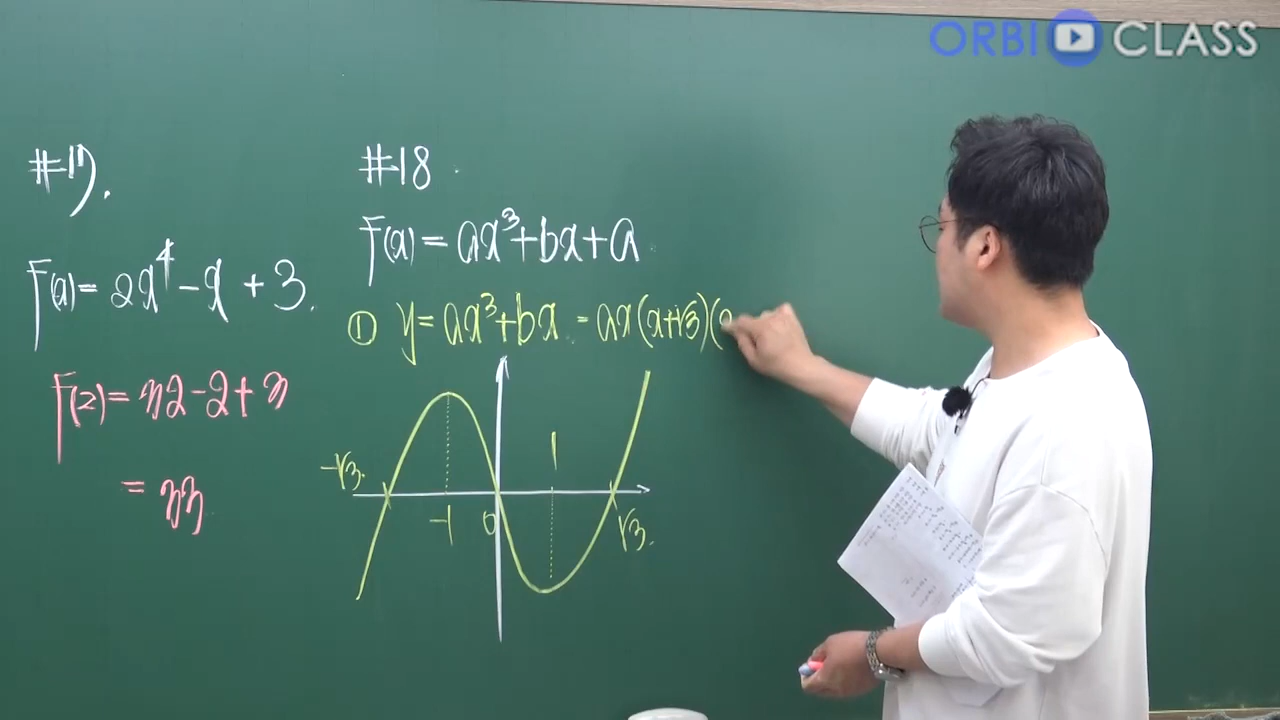 ORBI CLASS
#17.
f(x) = 2x⁴ - x + 3.
f(2) = 32 - 2 + 3
= 33
#18
f(x) = ax³ + bx + a
① y = ax³ + bx = ax(x+√3)(
-√3.
-1
0
1
√3.